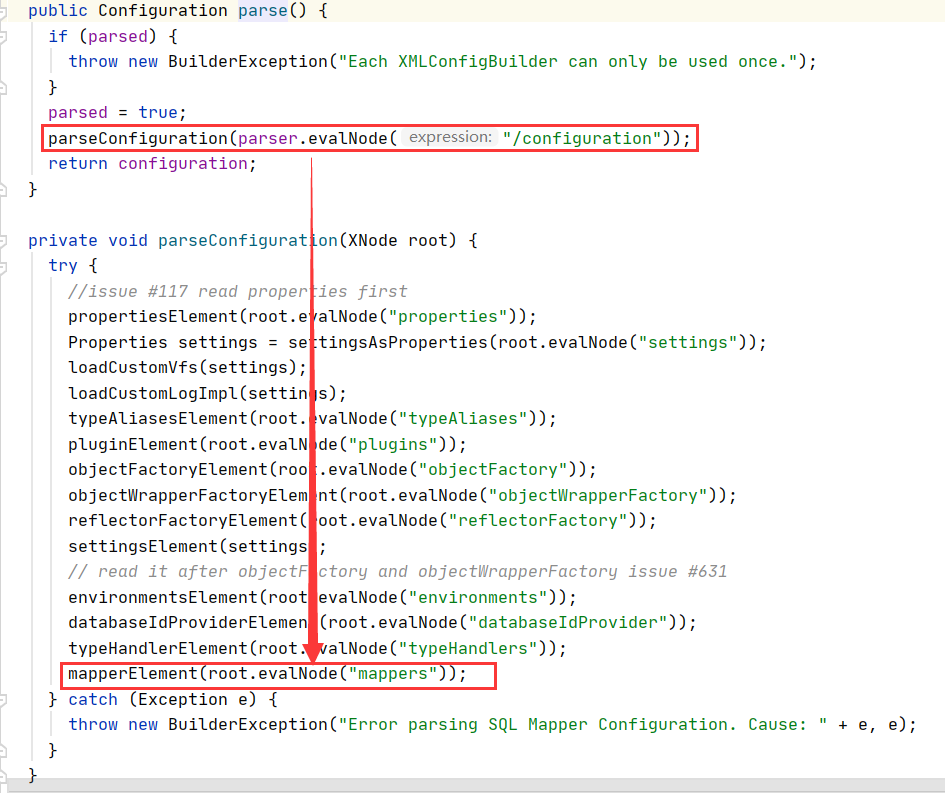 public Configuration parse() {
if (parsed) {
throw new BuilderException("Each XMLConfigBuilder can only be used once.");
}
parsed = true;
parseConfiguration(parser.evalNode( expression: "/configuration"));
return configuration;
}
private void parseConfiguration(XNode root) {
try {
//issue #117 read properties first
propertiesElement(root.evalNode("properties"));
Properties settings = settingsAsProperties(root.evalNode("settings"));
loadCustomVfs(settings);
loadCustomLogImpl(settings);
typeAliasesElement(root.evalNode("typeAliases"));
pluginElement(root.evalNode("plugins"));
objectFactoryElement(root.evalNode("objectFactory"));
objectWrapperFactoryElement(root.evalNode("objectWrapperFactory"));
reflectorFactoryElement(root.evalNode("reflectorFactory"));
settingsElement(settings);
// read it after objectFactory and objectWrapperFactory issue #631
environmentsElement(root.evalNode("environments"));
databaseIdProviderElement(root.evalNode("databaseIdProvider"));
typeHandlerElement(root.evalNode("typeHandlers"));
mapperElement(root.evalNode("mappers"));
} catch (Exception e) {
throw new BuilderException("Error parsing SQL Mapper Configuration. Cause: " + e, e);
}
}